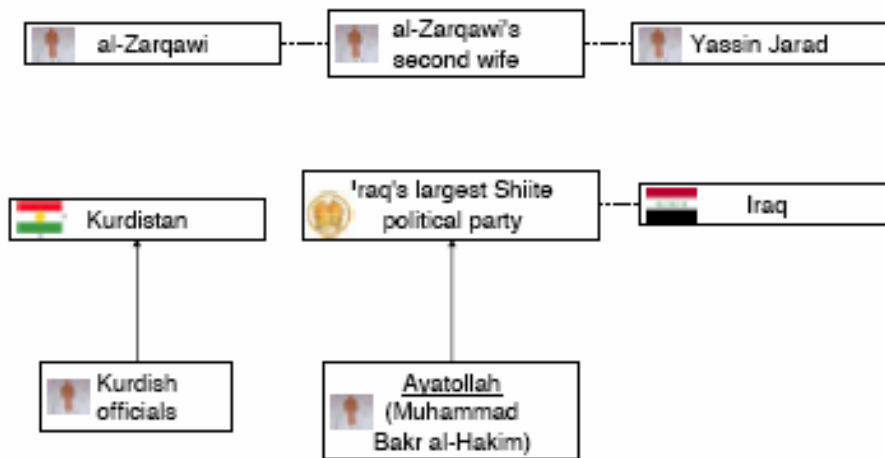 al-Zarqawi
al-Zarqawi's
second wife
Yassin Jarad
Kurdistan
Iraq's largest Shiite
political party
Iraq
Kurdish
officials
Ayatollah
(Muhammad
Bakr al-Hakim)